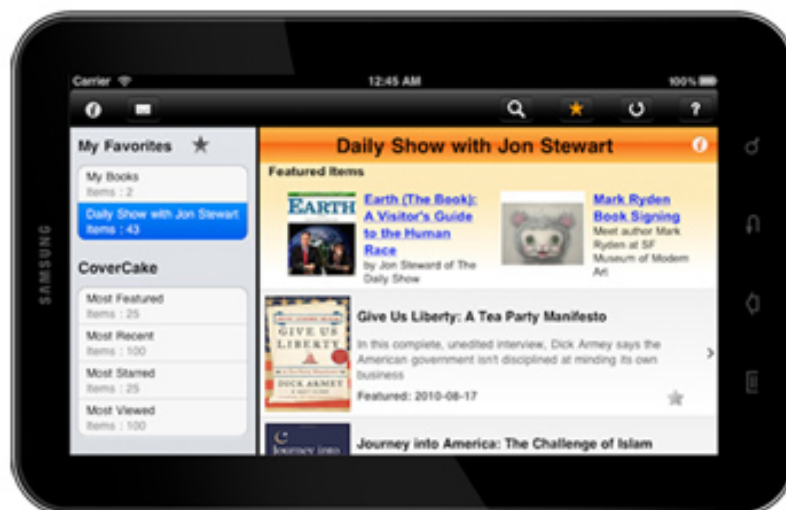 Carrier
12:45 AM
100%
?
My Favorites
My Books
Items : 2
Daily Show with Jon Stewart
Items : 43
CoverCake
Most Featured
Items : 25
Most Recent
Items : 100
Most Starred
Items : 25
Most Viewed
Items : 100
Daily Show with Jon Stewart
Featured Items
EARTH
Earth (The Book):
A Visitor's Guide
to the Human
Race
by Jon Steward of The
Daily Show
Mark Ryden
Book Signing
Meet author Mark
Ryden at SF
Museum of Modern
Art
GIVE US
LIBERTY
A TEA PARTY MANIFESTO
DICK ARMEY
Give Us Liberty: A Tea Party Manifesto
In this complete, unedited interview, Dick Armey says the
American government isn't disciplined at minding its own
business
Featured: 2010-08-17
Journey into
Journey into America: The Challenge of Islam
SAMSUNG